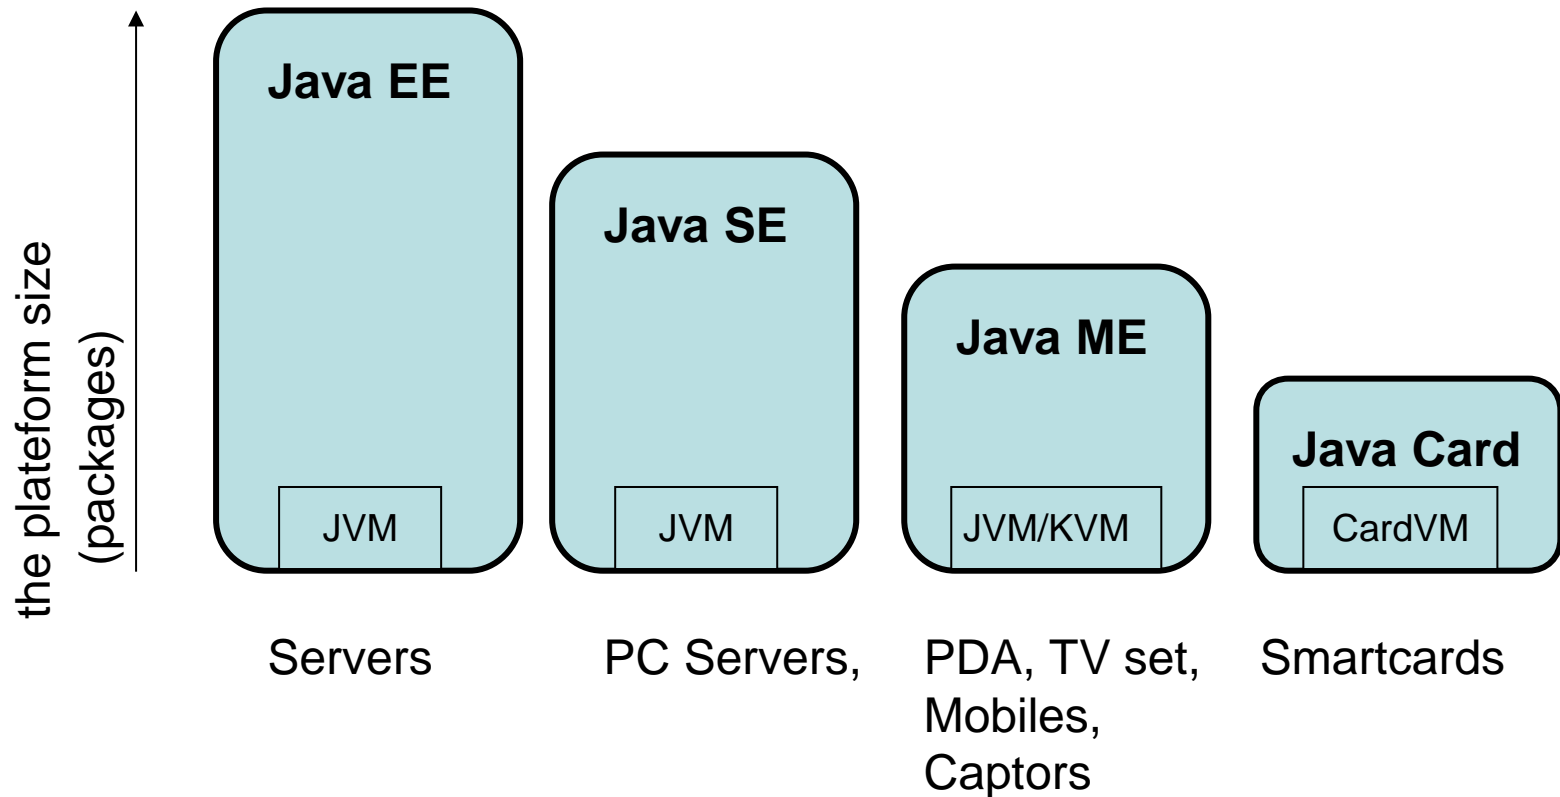 the plateform size
(packages)
Java EE
JVM
Servers
Java SE
JVM
PC Servers,
Java ME
JVM/KVM
PDA, TV set,
Mobiles,
Captors
Java Card
CardVM
Smartcards